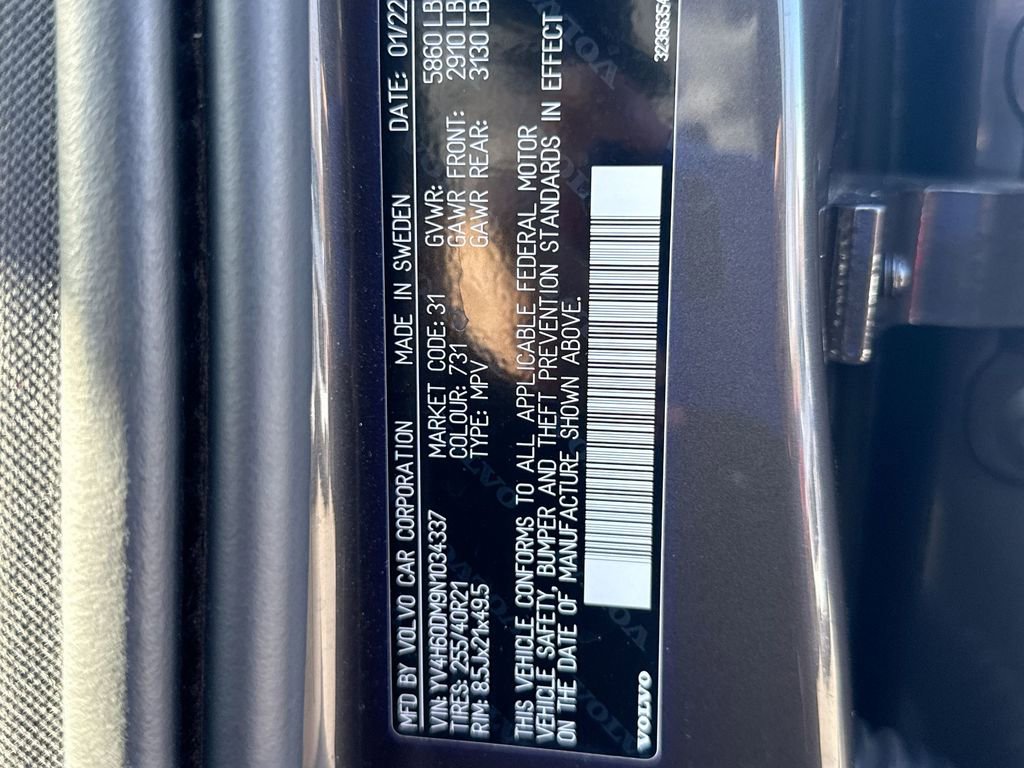 MFD BY VOLVO CAR CORPORATION MADE IN SWEDEN DATE: 01/22
VIN: YV4H60DM9N1034337 MARKET CODE: 31 GVWR: 5860 LB
TIRES: 255/40R21 COLOUR: 731 GAWR FRONT: 2910 LB
RIM: 8.5Jx21x49.5 TYPE: MPV GAWR REAR: 3130 LB
THIS VEHICLE CONFORMS TO ALL APPLICABLE FEDERAL MOTOR
VEHICLE SAFETY, BUMPER AND THEFT PREVENTION STANDARDS IN EFFECT
ON THE DATE OF MANUFACTURE SHOWN ABOVE.
VOLVO